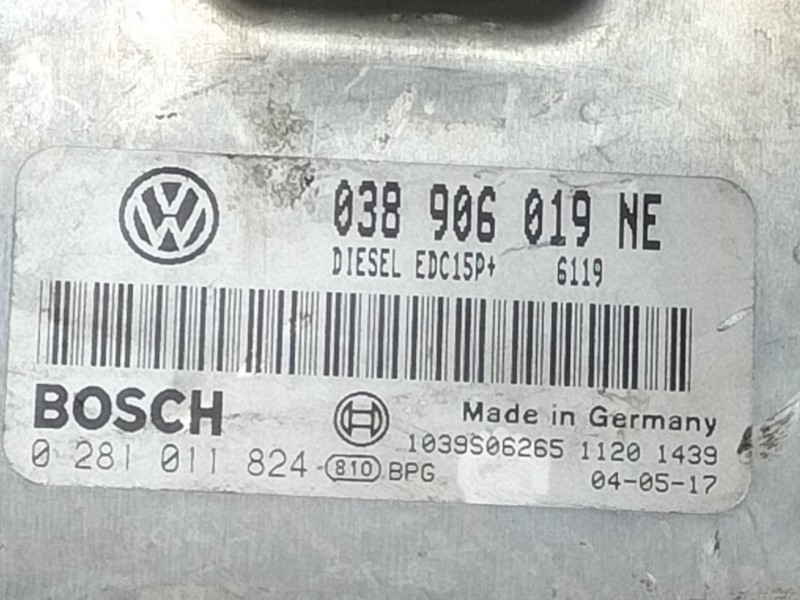 038 906 019 NE
DIESEL EDC15P+ 6119
BOSCH
Made in Germany
1039S06265 1120 1439
0 281 011 824-810 BPG
04-05-17